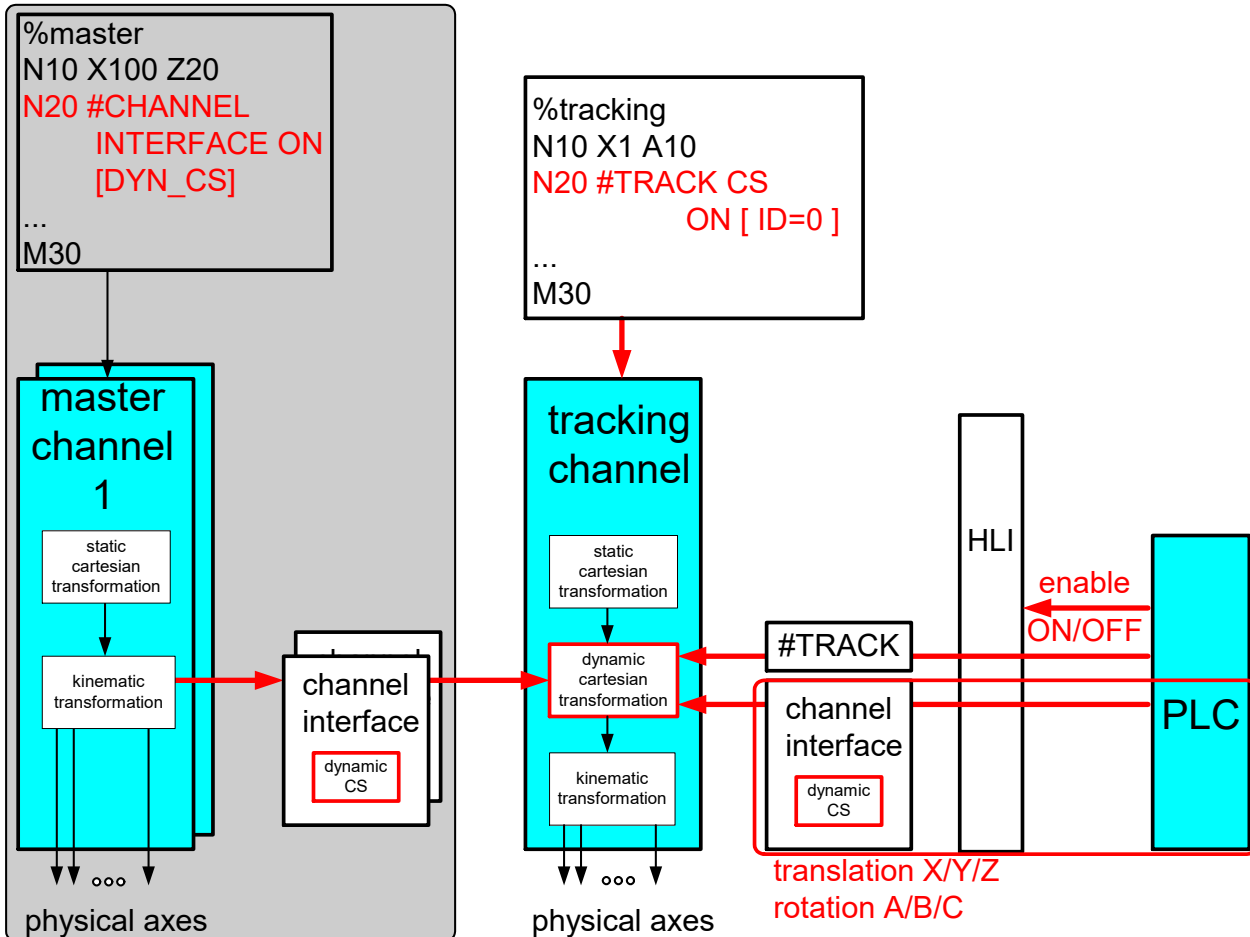 %master
N10 X100 Z20
N20 #CHANNEL
INTERFACE ON
[DYN_CS]
...
M30
%tracking
N10 X1 A10
N20 #TRACK CS
ON [ ID=0 ]
...
M30
master
channel
1
static
cartesian
transformation
kinematic
transformation
physical axes
channel
interface
dynamic
CS
tracking
channel
static
cartesian
transformation
dynamic
cartesian
transformation
kinematic
transformation
physical axes
#TRACK
channel
interface
dynamic
CS
HLI
enable
ON/OFF
PLC
translation X/Y/Z
rotation A/B/C